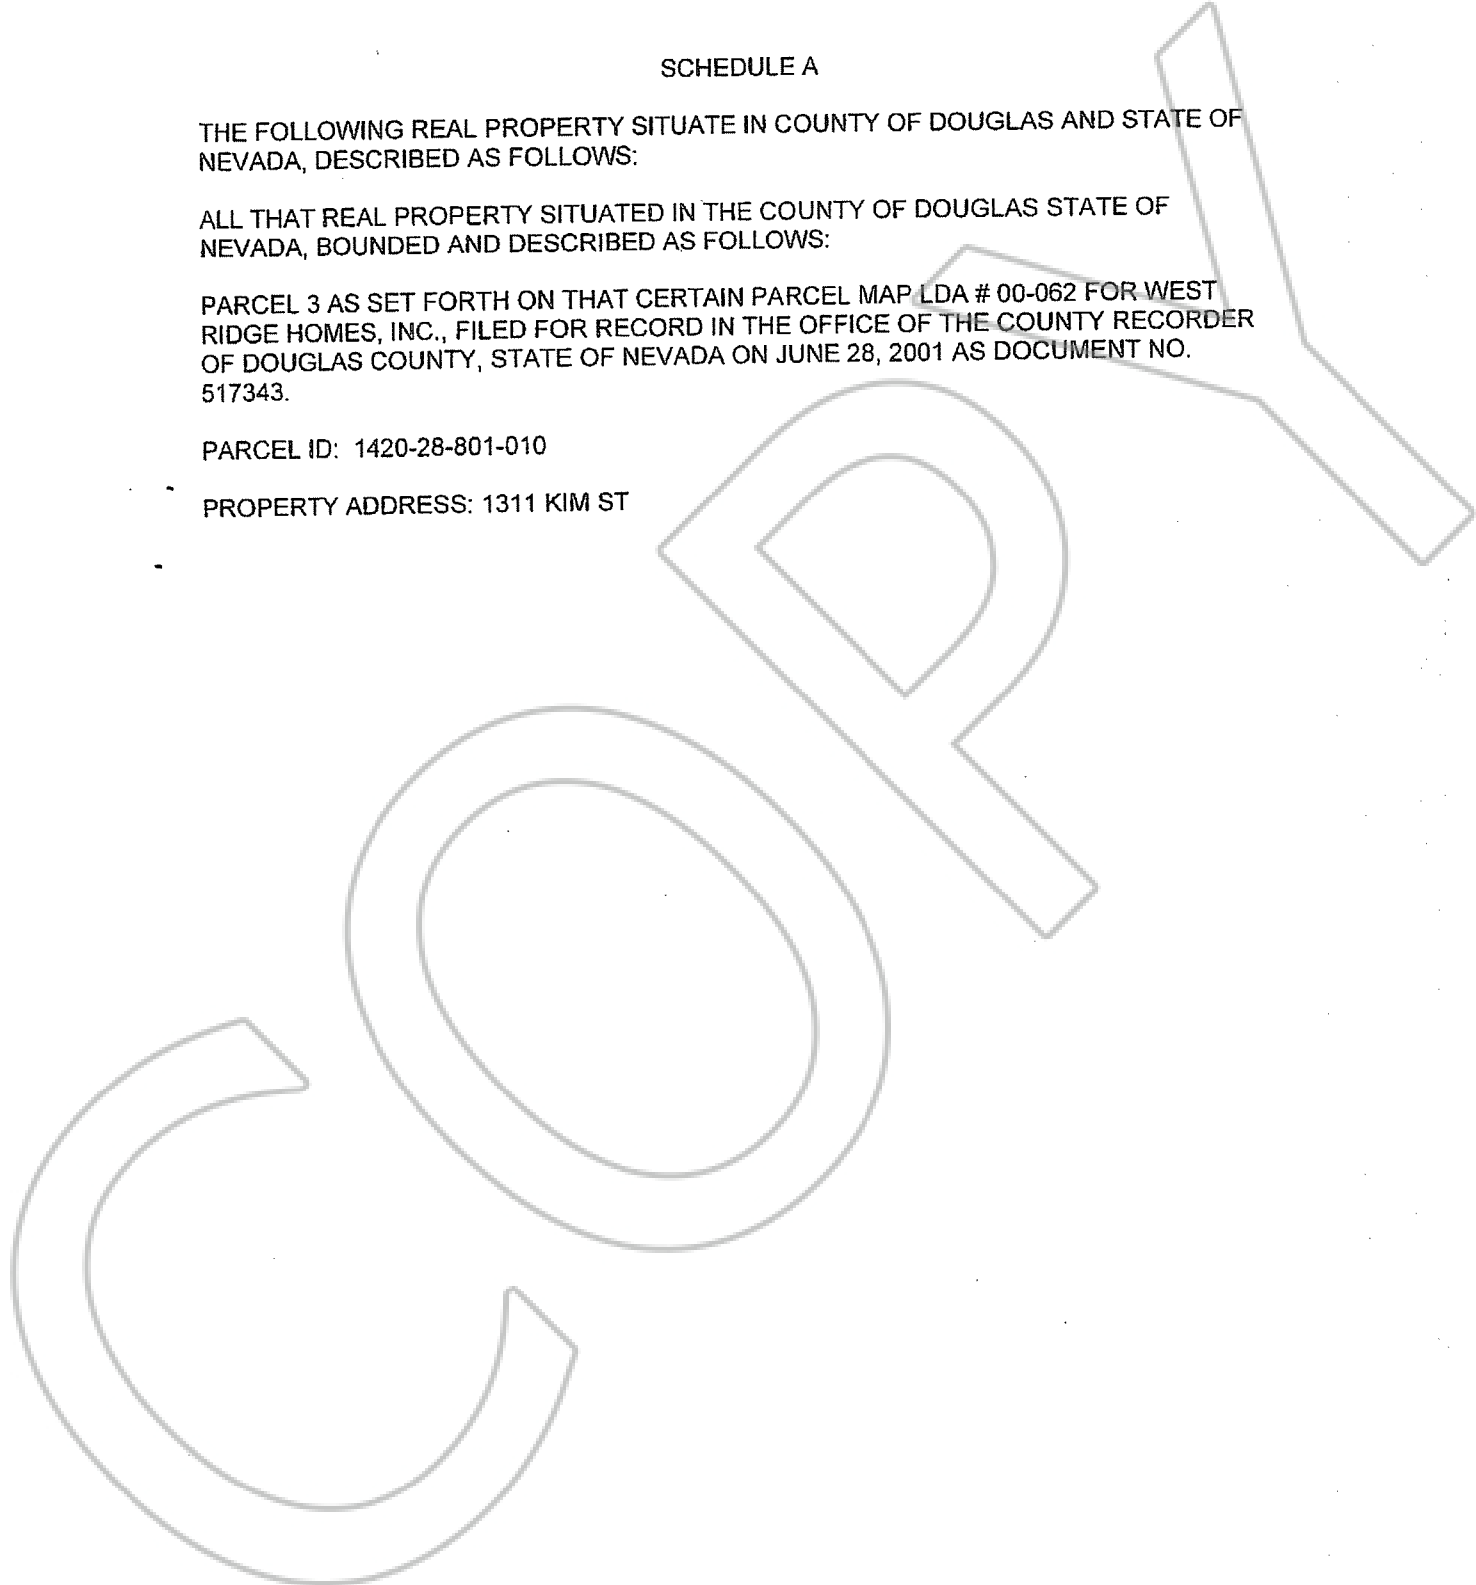 SCHEDULE A
THE FOLLOWING REAL PROPERTY SITUATE IN COUNTY OF DOUGLAS AND STATE OF
NEVADA, DESCRIBED AS FOLLOWS:
ALL THAT REAL PROPERTY SITUATED IN THE COUNTY OF DOUGLAS STATE OF
NEVADA, BOUNDED AND DESCRIBED AS FOLLOWS:
PARCEL 3 AS SET FORTH ON THAT CERTAIN PARCEL MAP LDA # 00-062 FOR WEST
RIDGE HOMES, INC., FILED FOR RECORD IN THE OFFICE OF THE COUNTY RECORDER
OF DOUGLAS COUNTY, STATE OF NEVADA ON JUNE 28, 2001 AS DOCUMENT NO.
517343.
PARCEL ID: 1420-28-801-010
PROPERTY ADDRESS: 1311 KIM ST
COPY